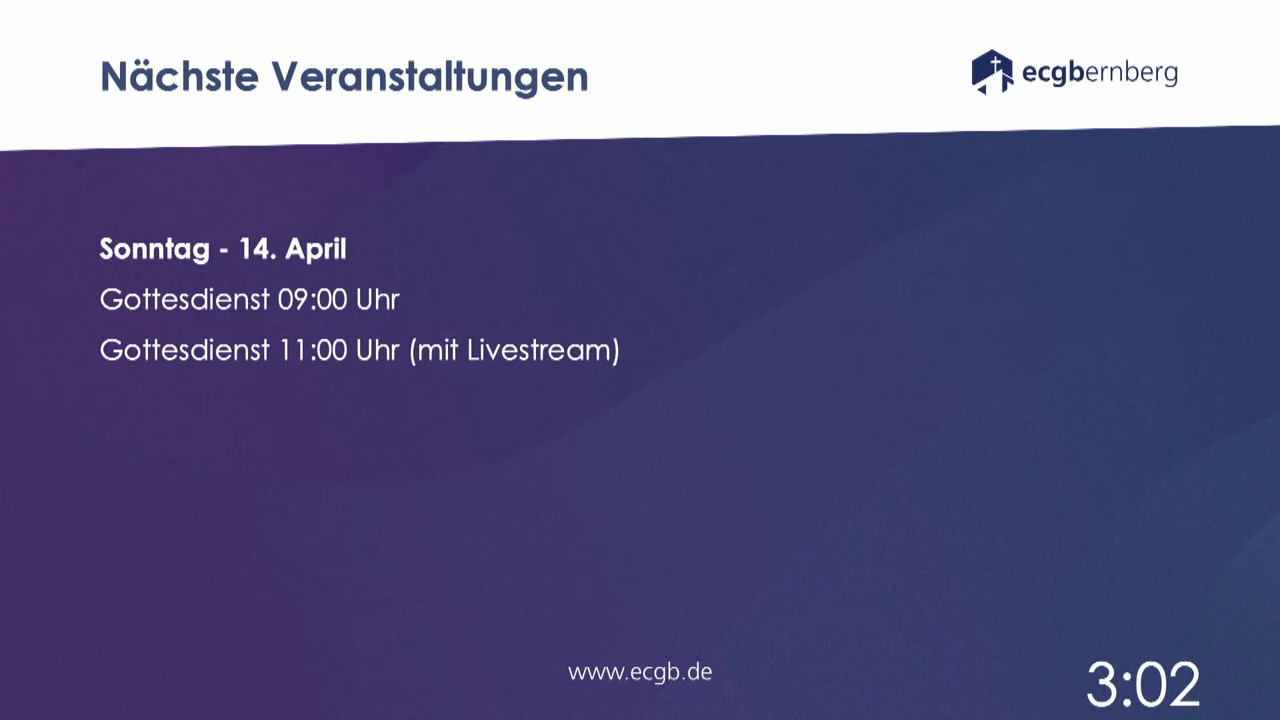 Nächste Veranstaltungen
ecgbernberg
Sonntag - 14. April
Gottesdienst 09:00 Uhr
Gottesdienst 11:00 Uhr (mit Livestream)
www.ecgb.de
3:02